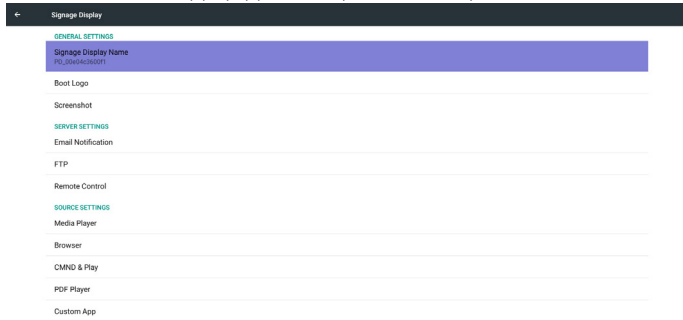 Signage Display
GENERAL SETTINGS
Signage Display Name
PD_00e04c3600f1
Boot Logo
Screenshot
SERVER SETTINGS
Email Notification
FTP
Remote Control
SOURCE SETTINGS
Media Player
Browser
CMND & Play
PDF Player
Custom App